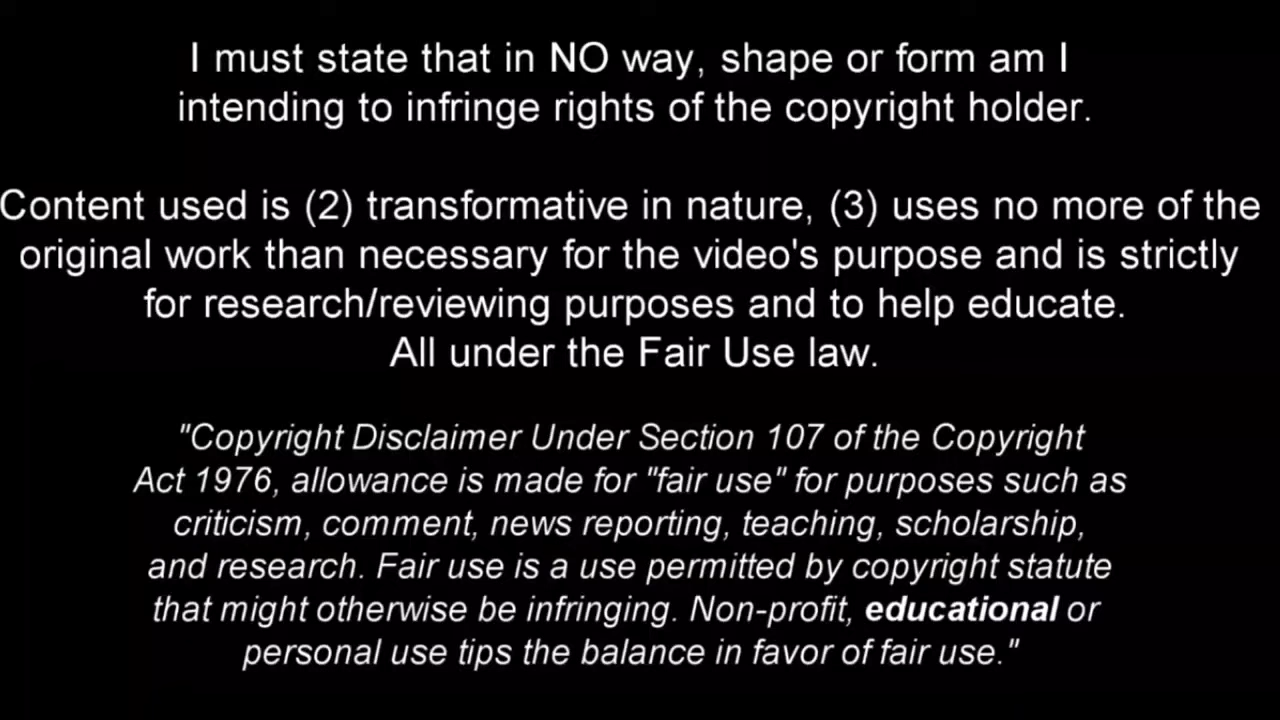 I must state that in NO way, shape or form am I
intending to infringe rights of the copyright holder.
Content used is (2) transformative in nature, (3) uses no more of the
original work than necessary for the video's purpose and is strictly
for research/reviewing purposes and to help educate.
All under the Fair Use law.
"Copyright Disclaimer Under Section 107 of the Copyright
Act 1976, allowance is made for "fair use" for purposes such as
criticism, comment, news reporting, teaching, scholarship,
and research. Fair use is a use permitted by copyright statute
that might otherwise be infringing. Non-profit, educational or
personal use tips the balance in favor of fair use."